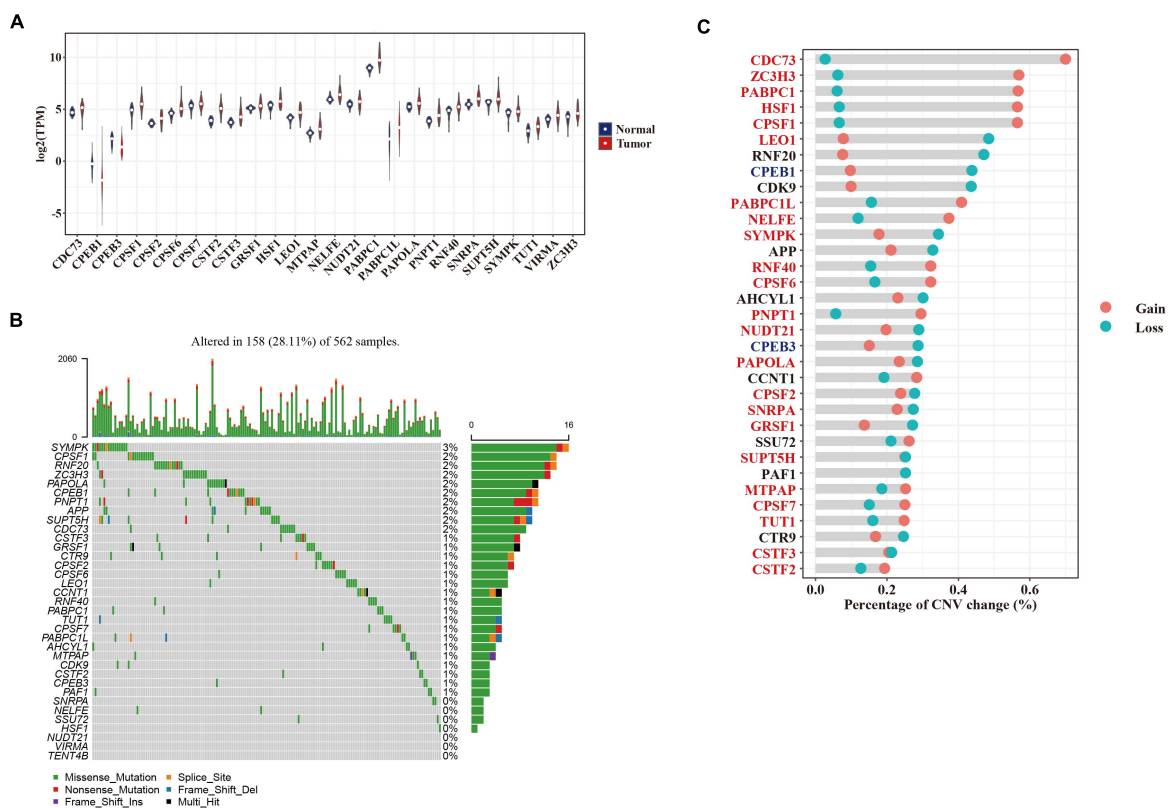 A
log2(TPM)
10
5
0
-5
CDC73
CPEB1
CPEB3
CPSF1
CPSF2
CPSF6
CPSF7
CSTF2
CSTF3
GRSF1
HSF1
LEO1
MTPAP
NELFE
NUDT21
PABPC1
PABPC1L
PAPOLA
PNPT1
RNF40
SNRPA
SUPT5H
SYMPK
TUT1
VIRMA
ZC3H3
Normal
Tumor
B
Altered in 158 (28.11%) of 562 samples.
2060
0
0 16
SYMPK 3%
CPSF1 2%
RNF20 2%
ZC3H3 2%
PAPOLA 2%
CPEB1 2%
PNPT1 2%
APP 2%
SUPT5H 2%
CDC73 2%
CSTF3 1%
GRSF1 1%
CTR9 1%
CPSF2 1%
CPSF6 1%
LEO1 1%
CCNT1 1%
RNF40 1%
PABPC1 1%
TUT1 1%
CPSF7 1%
PABPC1L 1%
AHCYL1 1%
MTPAP 1%
CDK9 1%
CSTF2 1%
CPEB3 1%
PAF1 1%
SNRPA 0%
NELFE 0%
SSU72 0%
HSF1 0%
NUDT21 0%
VIRMA 0%
TENT4B 0%
Missense_Mutation
Nonsense_Mutation
Frame_Shift_Ins
Splice_Site
Frame_Shift_Del
Multi_Hit
C
CDC73
ZC3H3
PABPC1
HSF1
CPSF1
LEO1
RNF20
CPEB1
CDK9
PABPC1L
NELFE
SYMPK
APP
RNF40
CPSF6
AHCYL1
PNPT1
NUDT21
CPEB3
PAPOLA
CCNT1
CPSF2
SNRPA
GRSF1
SSU72
SUPT5H
PAF1
MTPAP
CPSF7
TUT1
CTR9
CSTF3
CSTF2
0.0 0.2 0.4 0.6
Percentage of CNV change (%)
Gain
Loss